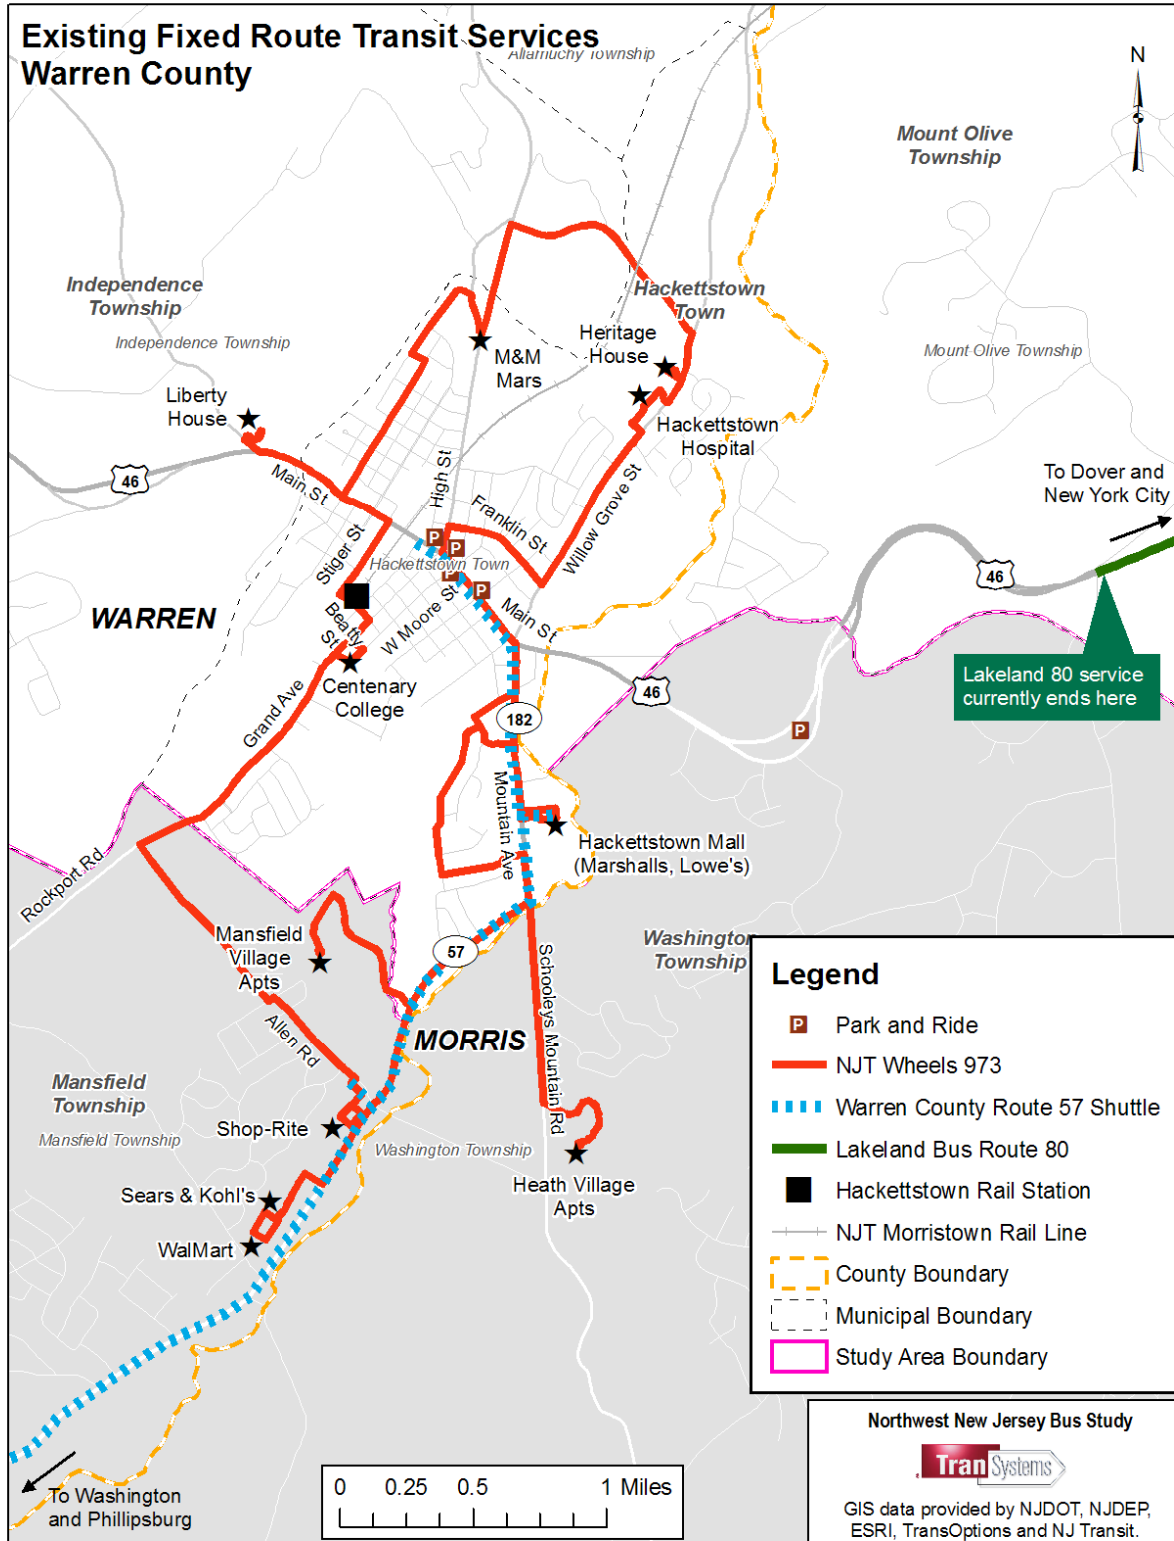 Existing Fixed Route Transit Services
Warren County
Allamuchy Township
N
Mount Olive
Township
Independence
Township
Independence Township
Hackettstown
Town
Heritage
House
Mount Olive Township
M&M
Mars
Liberty
House
Hackettstown
Hospital
46
Main St
High St
Franklin St
Willow Grove St
To Dover and
New York City
Stiger St
P
P
Hackettstown Town
P
P
46
WARREN
Beatty
St
W Moore St
Main St
Centenary
College
46
Lakeland 80 service
currently ends here
Grand Ave
182
P
Mountain Ave
Hackettstown Mall
(Marshalls, Lowe's)
Rockport Rd
Mansfield
Village
Apts
57
Washington
Township
Schooleys Mountain Rd
Allen Rd
MORRIS
Mansfield
Township
Mansfield Township
Shop-Rite
Washington Township
Heath Village
Apts
Sears & Kohl's
WalMart
Legend
P Park and Ride
NJT Wheels 973
Warren County Route 57 Shuttle
Lakeland Bus Route 80
Hackettstown Rail Station
NJT Morristown Rail Line
County Boundary
Municipal Boundary
Study Area Boundary
To Washington
and Phillipsburg
0 0.25 0.5 1 Miles
Northwest New Jersey Bus Study
TranSystems
GIS data provided by NJDOT, NJDEP,
ESRI, TransOptions and NJ Transit.